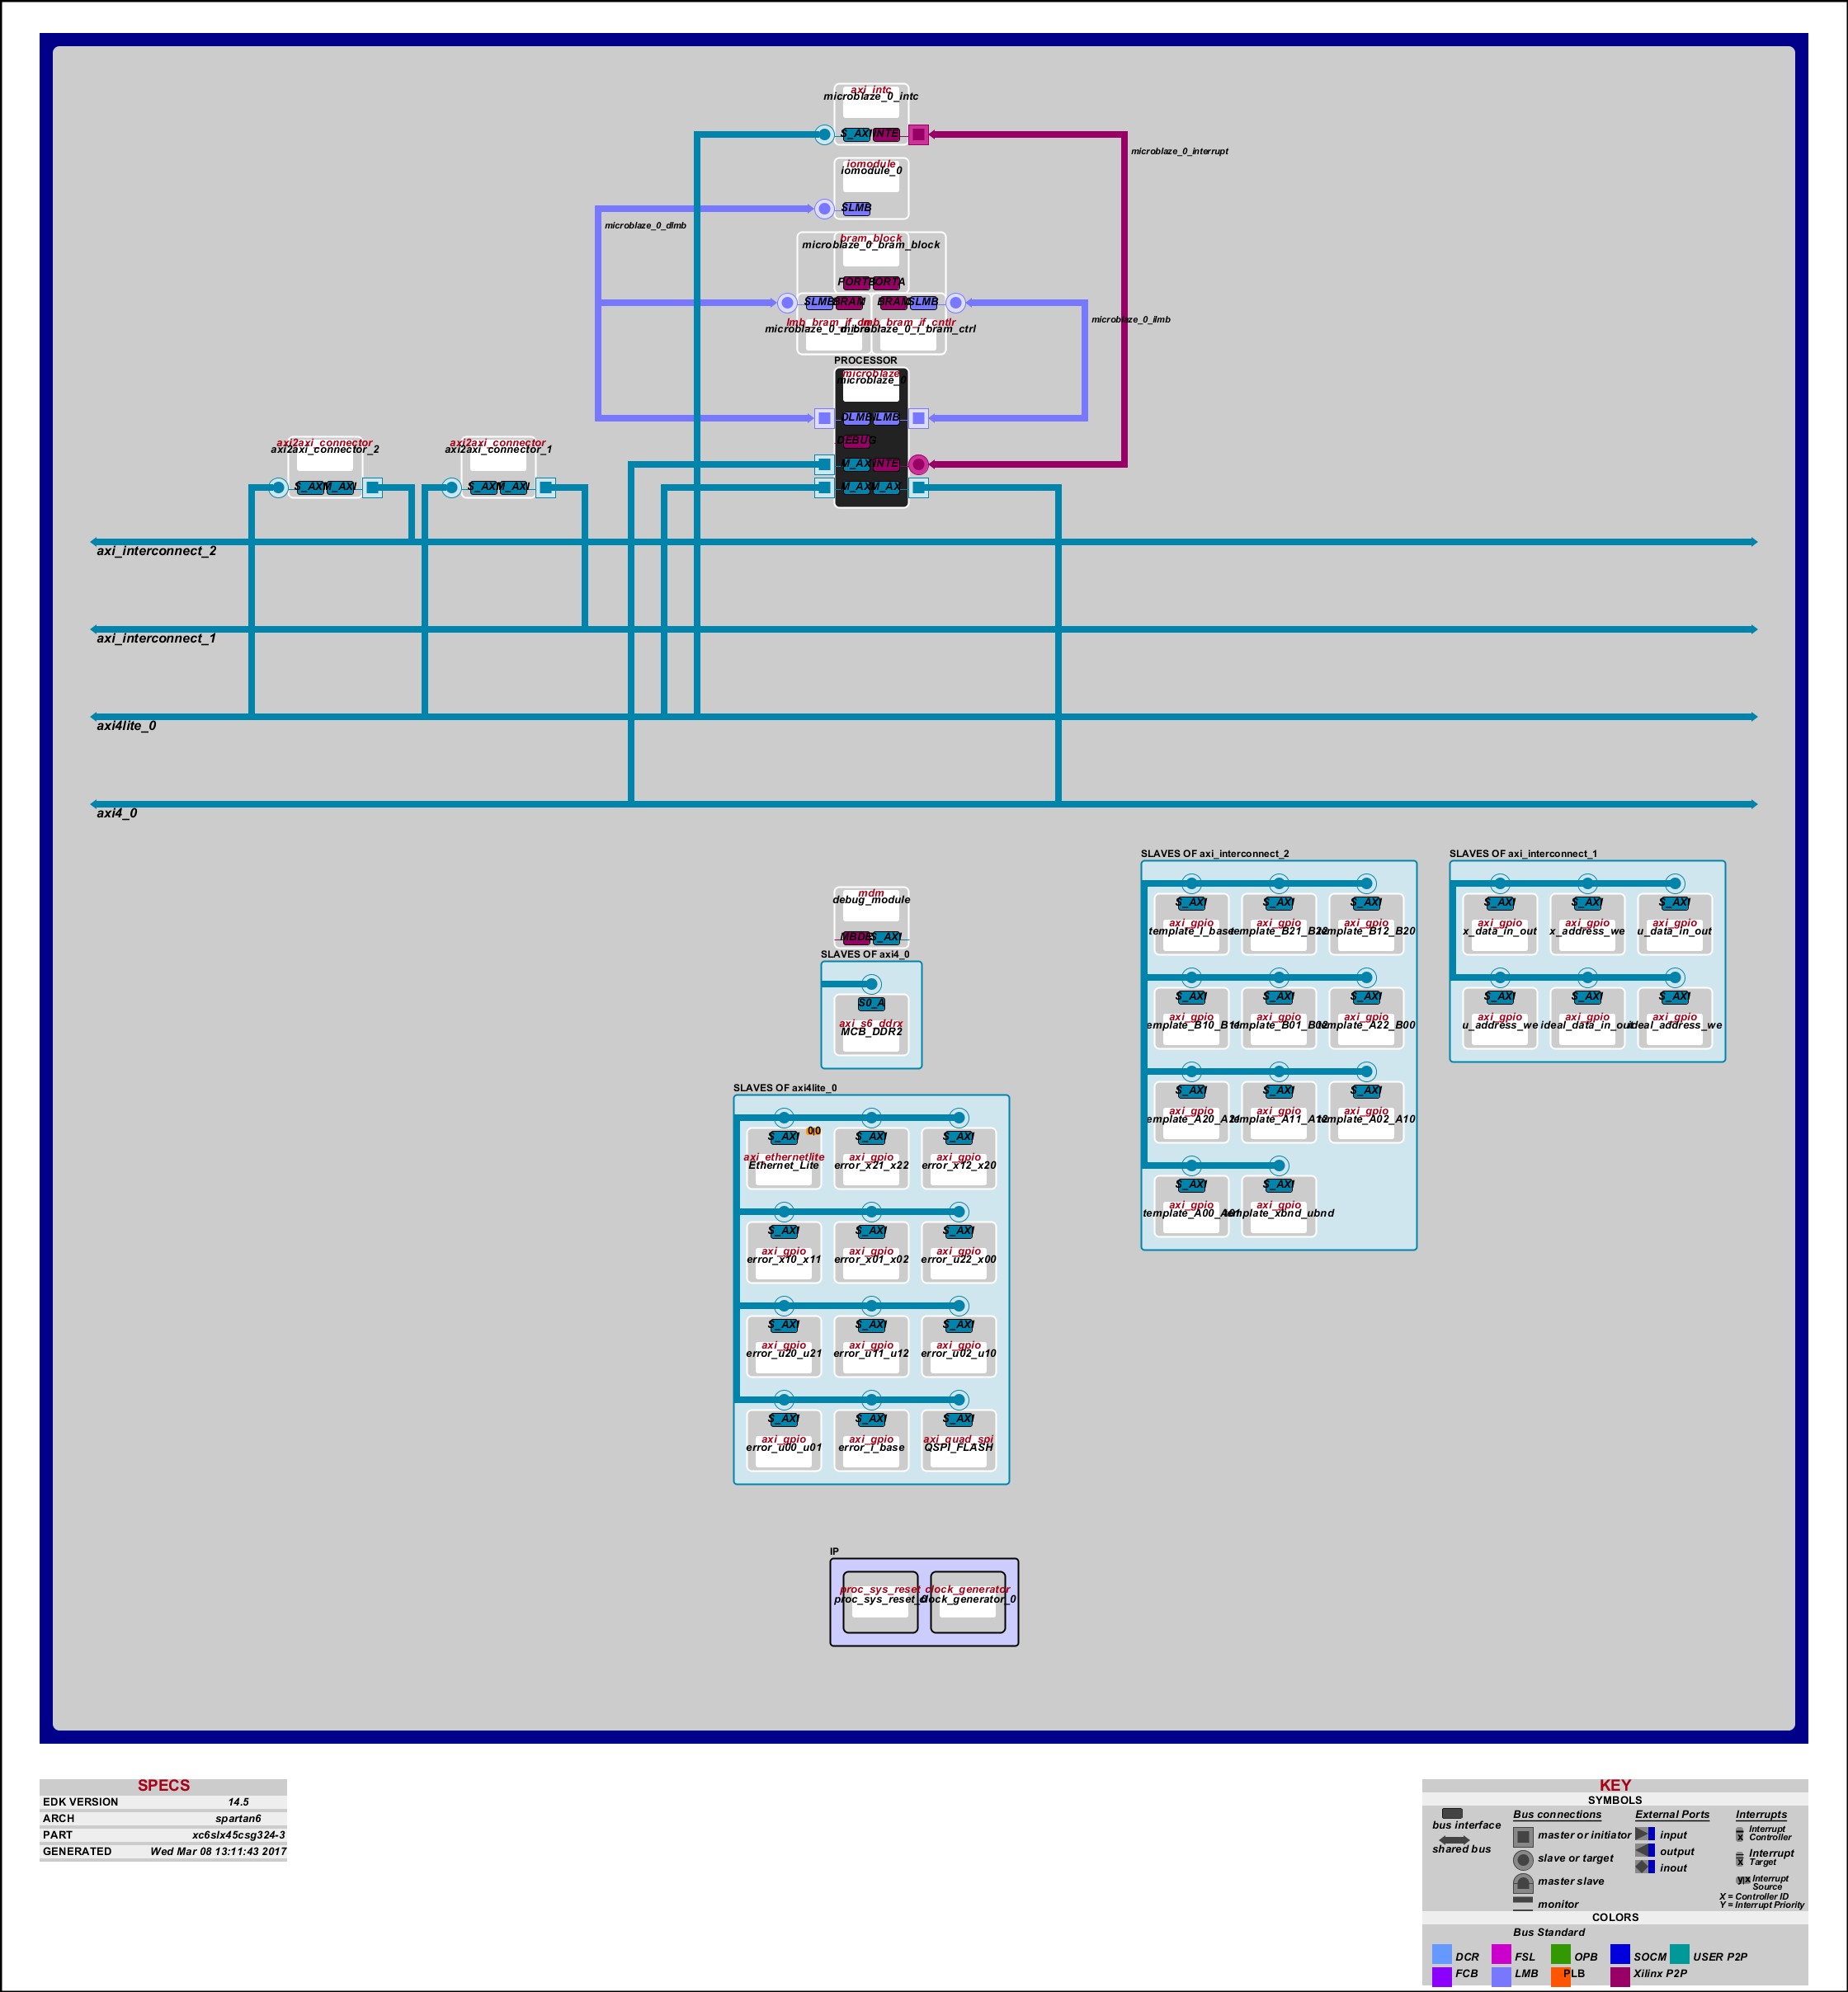 axi_intc
microblaze_0_intc
S_AXI INTE
microblaze_0_interrupt
iomodule
iomodule_0
SLMB
microblaze_0_dlmb
bram_block
microblaze_0_bram_block
PORTB PORTA
SLMB BRAM BRAM SLMB
lmb_bram_if_cntlr
microblaze_0_i_bram_ctrl
microblaze_0_ilmb
PROCESSOR
microblaze
microblaze_0
DLMB ILMB
DEBUG
M_AXI INTE
M_AXI M_AXI
axi2axi_connector
axi2axi_connector_2
S_AXI M_AXI
axi2axi_connector
axi2axi_connector_1
S_AXI M_AXI
axi_interconnect_2
axi_interconnect_1
axi4lite_0
axi4_0
mdm
debug_module
S_AXI
SLAVES OF axi4_0
S0_A
axi_s6_ddrx
MCB_DDR2
SLAVES OF axi4lite_0
0|0
S_AXI S_AXI S_AXI
axi_ethernetlite axi_gpio axi_gpio
Ethernet_Lite error_x21_x22 error_x12_x20
S_AXI S_AXI S_AXI
axi_gpio axi_gpio axi_gpio
error_x10_x11 error_x01_x02 error_u22_x00
S_AXI S_AXI S_AXI
axi_gpio axi_gpio axi_gpio
error_u20_u21 error_u11_u12 error_u02_u10
S_AXI S_AXI S_AXI
axi_gpio axi_gpio axi_quad_spi
error_u00_u01 error_i_base QSPI_FLASH
SLAVES OF axi_interconnect_2
S_AXI S_AXI S_AXI
axi_gpio axi_gpio axi_gpio
template_i_base template_B21_B22 template_B12_B20
S_AXI S_AXI S_AXI
axi_gpio axi_gpio axi_gpio
template_B10_B11 template_B01_B02 template_A22_B00
S_AXI S_AXI S_AXI
axi_gpio axi_gpio axi_gpio
template_A20_A21 template_A11_A12 template_A02_A10
S_AXI S_AXI
axi_gpio axi_gpio
template_A00_A01 template_xbnd_ubnd
SLAVES OF axi_interconnect_1
S_AXI S_AXI S_AXI
axi_gpio axi_gpio axi_gpio
x_data_in_out x_address_we u_data_in_out
S_AXI S_AXI S_AXI
axi_gpio axi_gpio axi_gpio
u_address_we ideal_data_in_out ideal_address_we
IP
proc_sys_reset clock_generator
proc_sys_reset_0 clock_generator_0
SPECS
EDK VERSION 14.5
ARCH spartan6
PART xc6slx45csg324-3
GENERATED Wed Mar 08 13:11:43 2017
KEY
SYMBOLS
bus interface
shared bus
Bus connections
master or initiator
slave or target
master slave
monitor
External Ports
input
output
inout
Interrupts
Interrupt
Controller
Interrupt
Target
Interrupt
Source
X = Controller ID
Y = Interrupt Priority
COLORS
Bus Standard
DCR FSL OPB SOCM USER P2P
FCB LMB PLB Xilinx P2P